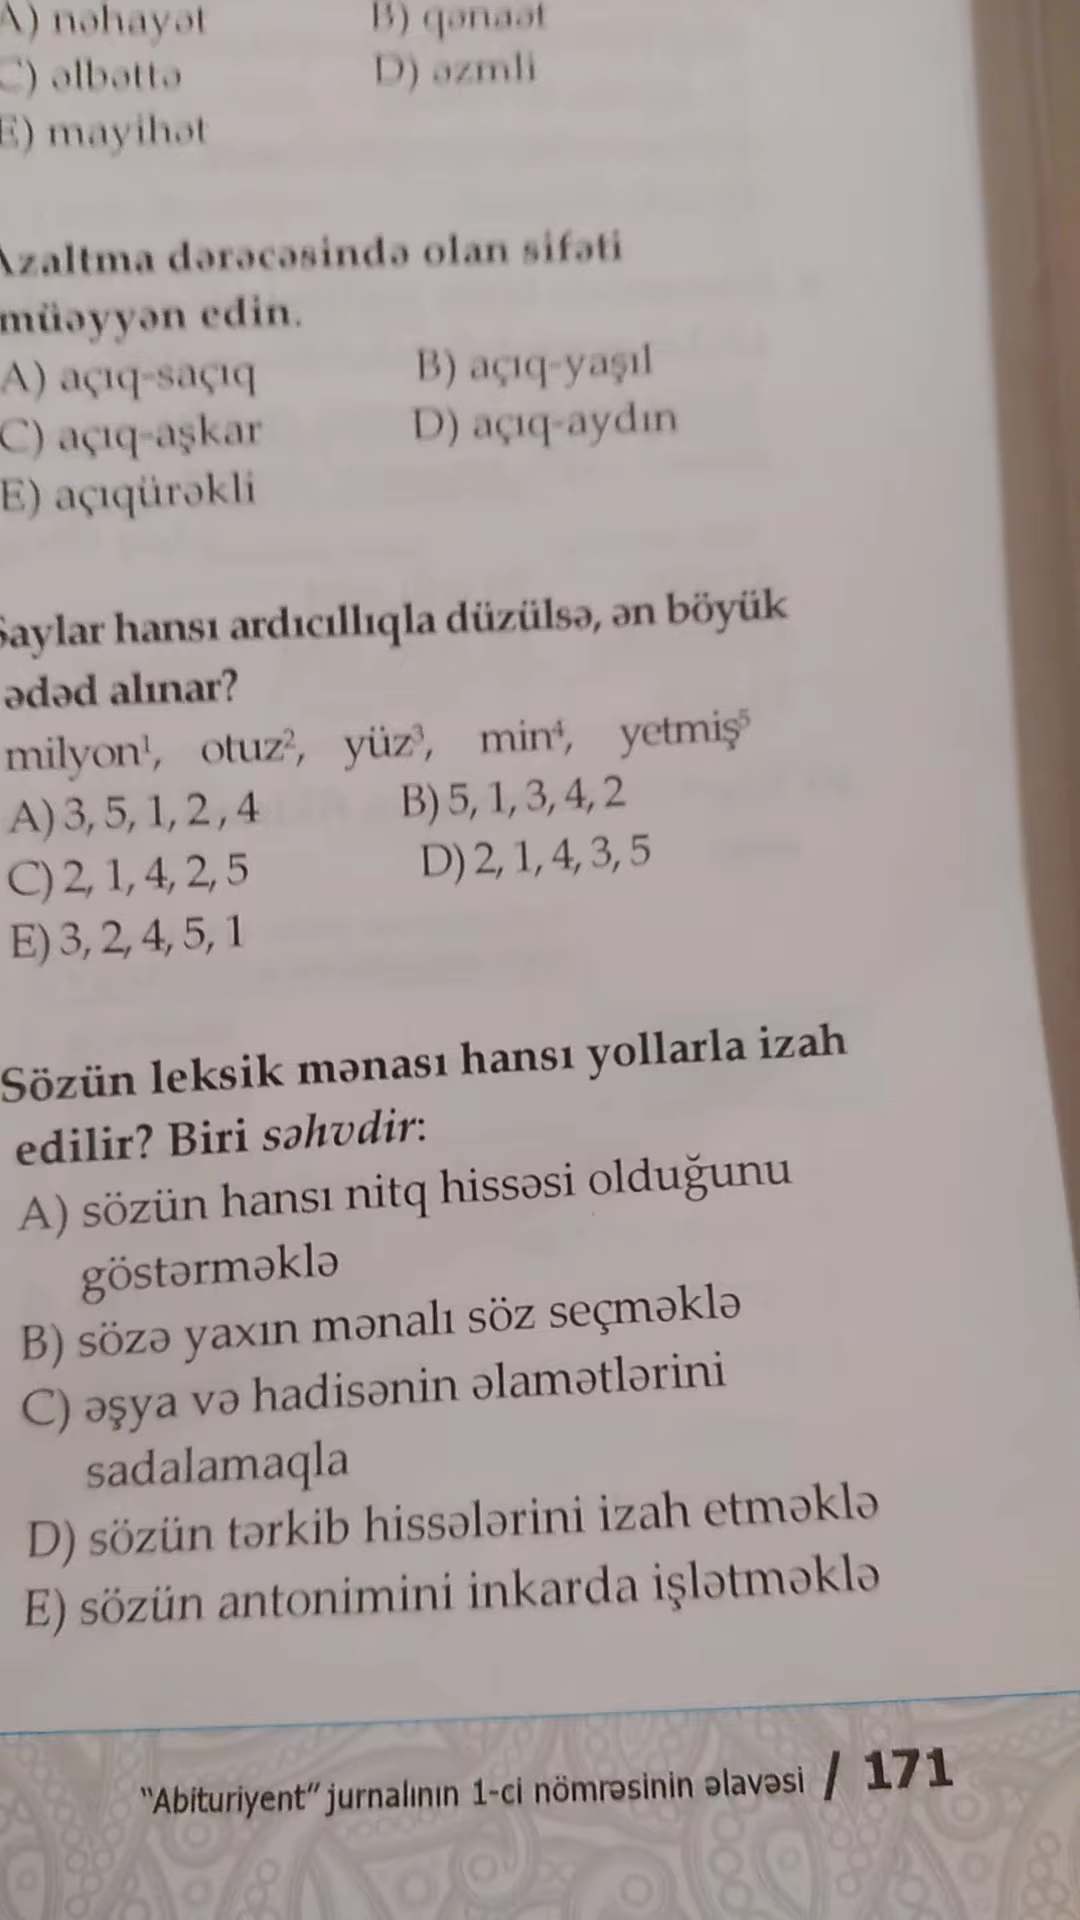 A) nəhayət B) qənaət
C) əlbəttə D) əzmli
E) mayihət
Azaltma dərəcəsində olan sifəti
müəyyən edin.
A) açıq-saçıq B) açıq-yaşıl
C) açıq-aşkar D) açıq-aydın
E) açıqürəkli
Saylar hansı ardıcıllıqla düzülsə, ən böyük
ədəd alınar?
milyon¹, otuz², yüz³, min⁴, yetmiş⁵
A) 3, 5, 1, 2, 4 B) 5, 1, 3, 4, 2
C) 2, 1, 4, 2, 5 D) 2, 1, 4, 3, 5
E) 3, 2, 4, 5, 1
Sözün leksik mənası hansı yollarla izah
edilir? Biri səhvdir:
A) sözün hansı nitq hissəsi olduğunu
göstərməklə
B) sözə yaxın mənalı söz seçməklə
C) əşya və hadisənin əlamətlərini
sadalamaqla
D) sözün tərkib hissələrini izah etməklə
E) sözün antonimini inkarda işlətməklə
"Abituriyent" jurnalının 1-ci nömrəsinin əlavəsi / 171